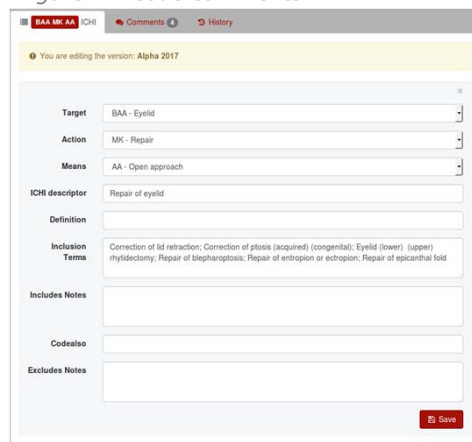 BAA MK AA ICHI Comments 4 History
You are editing the version: Alpha 2017
×
Target BAA - Eyelid
Action MK - Repair
Means AA - Open approach
ICHI descriptor Repair of eyelid
Definition
Inclusion Terms
Correction of lid retraction; Correction of ptosis (acquired) (congenital); Eyelid (lower) (upper)
rhytidectomy; Repair of blepharoptosis; Repair of entropion or ectropion; Repair of epicanthal fold
Includes Notes
Codealso
Excludes Notes
Save